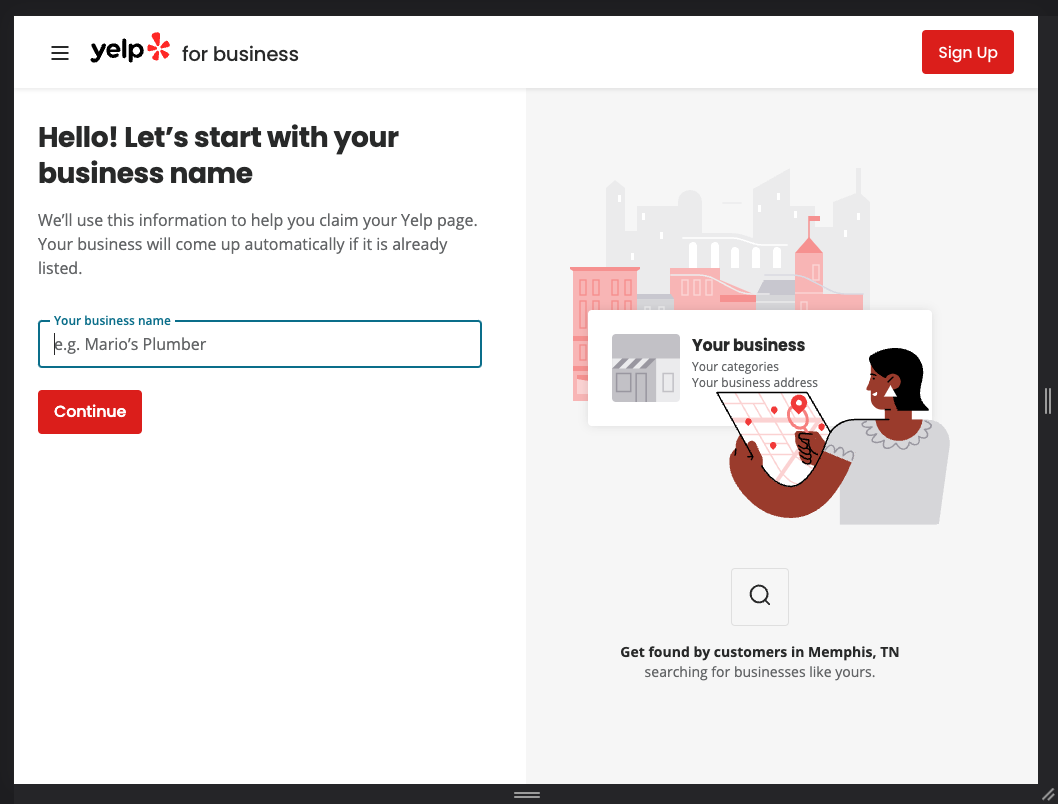 yelp for business
Sign Up
Hello! Let’s start with your
business name
We’ll use this information to help you claim your Yelp page.
Your business will come up automatically if it is already
listed.
Your business name
e.g. Mario’s Plumber
Continue
Your business
Your categories
Your business address
Get found by customers in Memphis, TN
searching for businesses like yours.